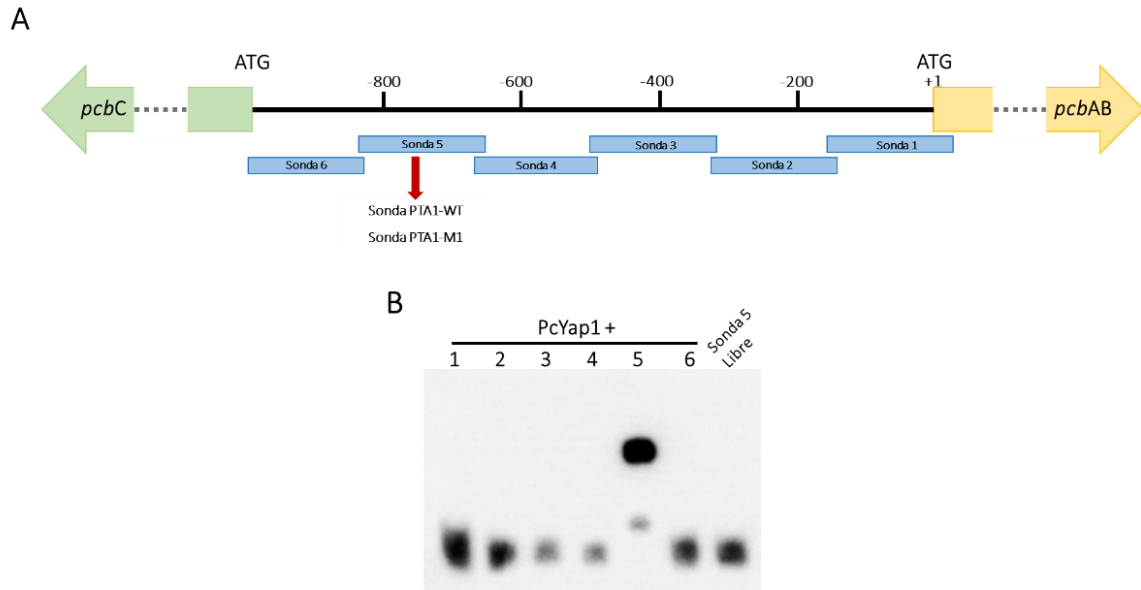 A
ATG
-800
-600
-400
-200
ATG
+1
pcbC
pcbAB
Sonda 5
Sonda 3
Sonda 1
Sonda 6
Sonda 4
Sonda 2
Sonda PTA1-WT
Sonda PTA1-M1
B
PcYap1 +
Sonda 5
Libre
1 2 3 4 5 6